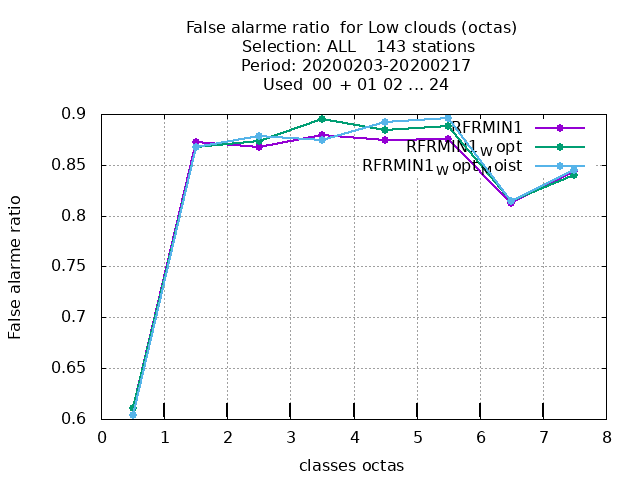 False alarme ratio  for Low clouds (octas)
Selection: ALL    143 stations
Period: 20200203-20200217
Used  00 + 01 02 ... 24
0.9
0.85
0.8
0.75
0.7
0.65
0.6
False alarme ratio
RFRMIN1
RFRMIN1_W opt
RFRMIN1_W opt_Moist
0 1 2 3 4 5 6 7 8
classes octas